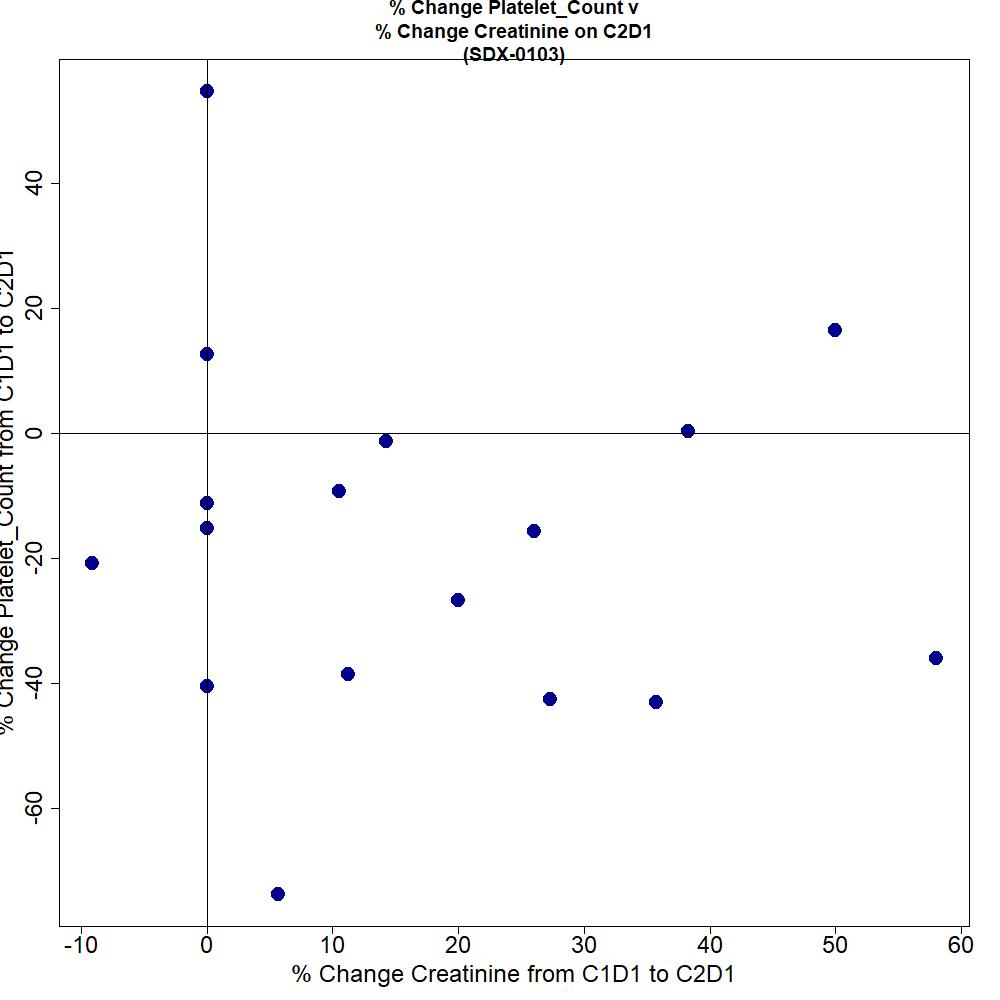 % Change Platelet_Count v
% Change Creatinine on C2D1
(SDX-0103)
% Change Platelet_Count from C1D1 to C2D1
40
20
0
-20
-40
-60
-10
0
10
20
30
40
50
60
% Change Creatinine from C1D1 to C2D1